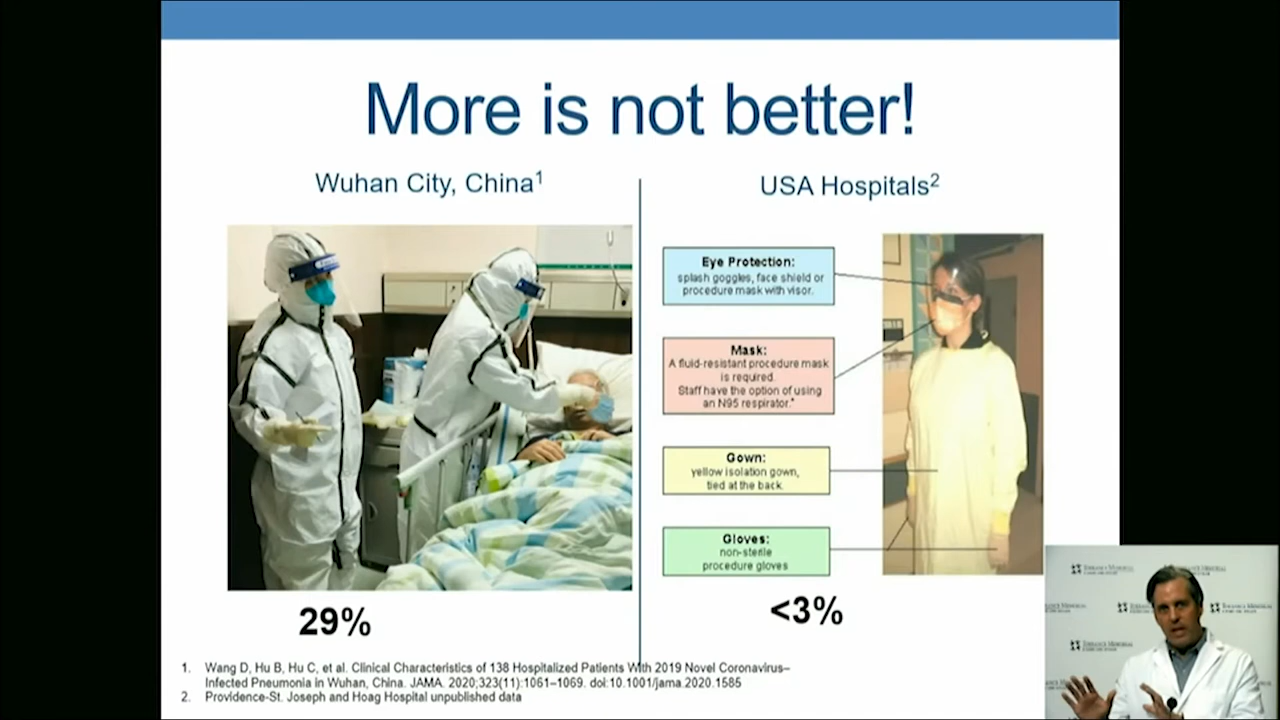 More is not better!
Wuhan City, China1
USA Hospitals2
Eye Protection:
splash goggles, face shield or
procedure mask with visor.
Mask:
A fluid-resistant procedure mask
is required.
Staff have the option of using
an N95 respirator.*
Gown:
yellow isolation gown,
tied at the back.
Gloves:
non-sterile
procedure gloves
29%
<3%
1. Wang D, Hu B, Hu C, et al. Clinical Characteristics of 138 Hospitalized Patients With 2019 Novel Coronavirus–
Infected Pneumonia in Wuhan, China. JAMA. 2020;323(11):1061–1069. doi:10.1001/jama.2020.1585
2. Providence-St. Joseph and Hoag Hospital unpublished data
TORRANCE MEMORIAL